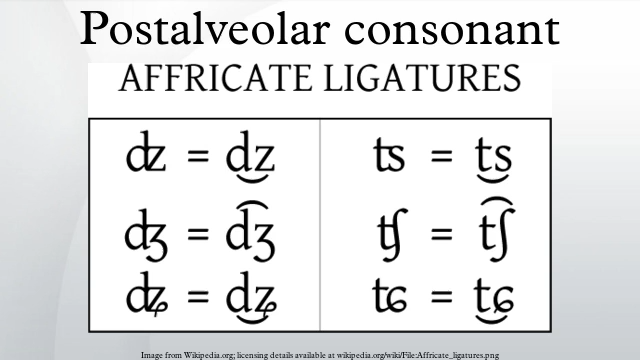 Postalveolar consonant
AFFRICATE LIGATURES
ʣ = d͜z ʦ = t͜s
ʤ = d͡ʒ ʧ = t͡ʃ
ʥ = d͜ʑ ʨ = t͜ɕ
Image from Wikipedia.org; licensing details available at wikipedia.org/wiki/File:Affricate_ligatures.png